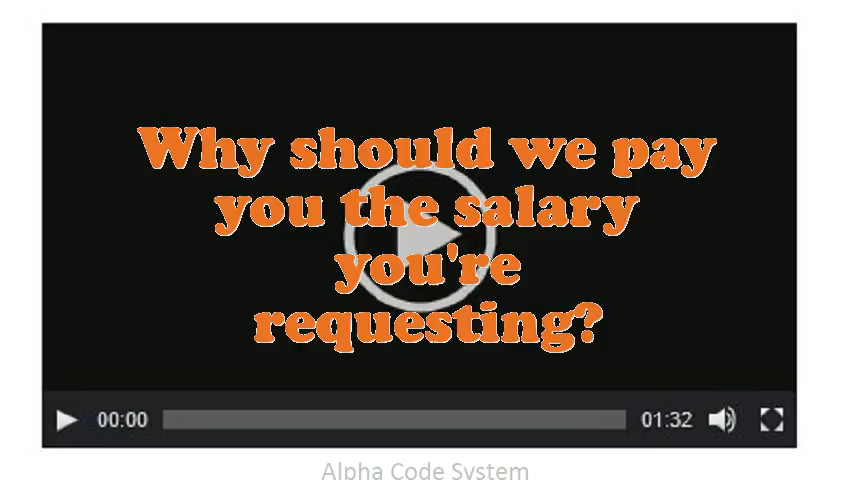 Why should we pay
you the salary
you're
requesting?
00:00 01:32
Alpha Code System